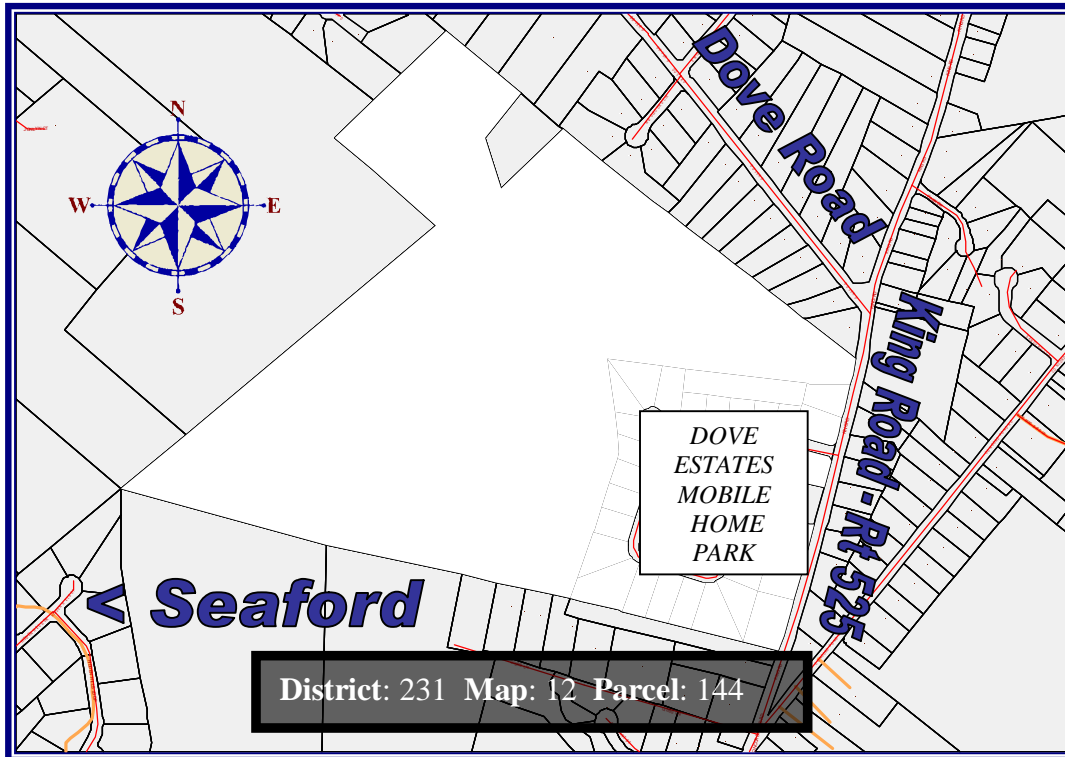 N
W
E
S
Dove Road
King Road - Rt 525
DOVE
ESTATES
MOBILE
HOME
PARK
< Seaford
District: 231 Map: 12 Parcel: 144